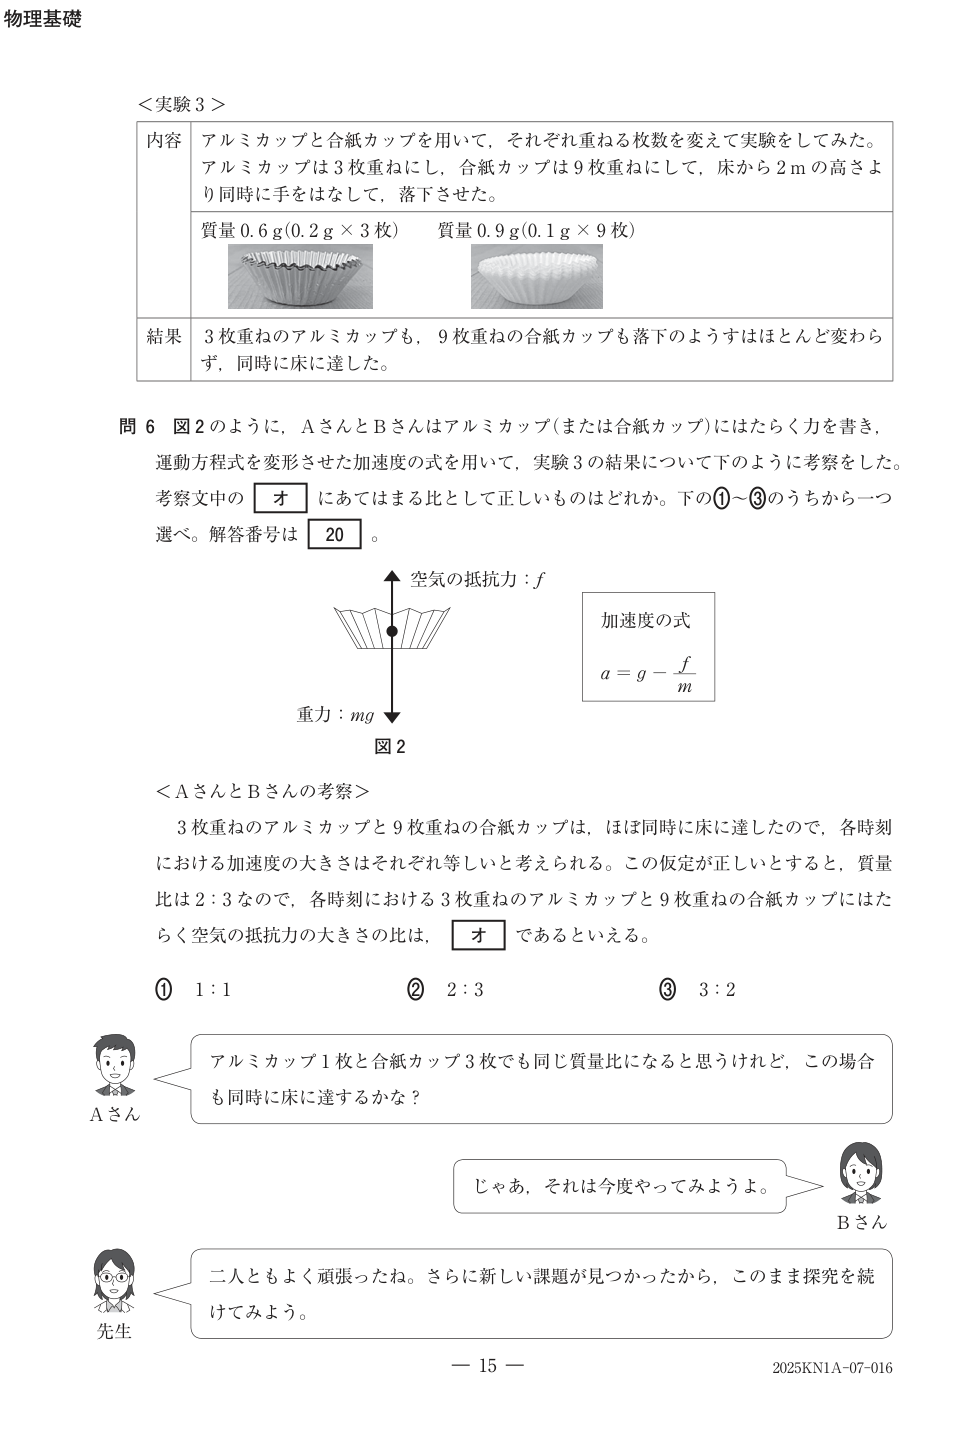 物理基礎
＜実験３＞
内容
アルミカップと合紙カップを用いて，それぞれ重ねる枚数を変えて実験をしてみた。
アルミカップは３枚重ねにし，合紙カップは９枚重ねにして，床から２ｍの高さよ
り同時に手をはなして，落下させた。
質量 0.6 g(0.2 g × 3 枚)　質量 0.9 g(0.1 g × 9 枚)
結果
３枚重ねのアルミカップも，９枚重ねの合紙カップも落下のようすはほとんど変わら
ず，同時に床に達した。
問 6　図 2 のように，ＡさんとＢさんはアルミカップ(または合紙カップ)にはたらく力を書き，
運動方程式を変形させた加速度の式を用いて，実験３の結果について下のように考察をした。
考察文中の オ にあてはまる比として正しいものはどれか。下の①～③のうちから一つ
選べ。解答番号は 20 。
空気の抵抗力：f
加速度の式
a = g − f/m
重力：mg
図 2
＜ＡさんとＢさんの考察＞
３枚重ねのアルミカップと９枚重ねの合紙カップは，ほぼ同時に床に達したので，各時刻
における加速度の大きさはそれぞれ等しいと考えられる。この仮定が正しいとすると，質量
比は 2：3 なので，各時刻における３枚重ねのアルミカップと９枚重ねの合紙カップにはた
らく空気の抵抗力の大きさの比は， オ であるといえる。
① 1：1　② 2：3　③ 3：2
アルミカップ１枚と合紙カップ３枚でも同じ質量比になると思うけれど，この場合
も同時に床に達するかな？
Ａさん
じゃあ，それは今度やってみようよ。
Ｂさん
二人ともよく頑張ったね。さらに新しい課題が見つかったから，このまま探究を続
けてみよう。
先生
― 15 ―
2025KN1A-07-016